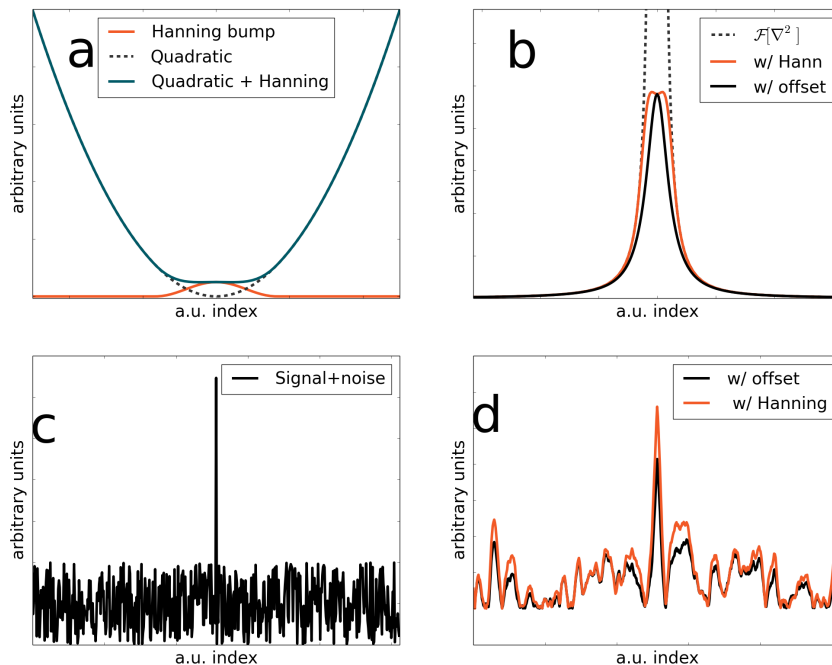 a
Hanning bump
Quadratic
Quadratic + Hanning
arbitrary units
a.u. index
b
ℱ[∇² ]
w/ Hann
w/ offset
arbitrary units
a.u. index
c
Signal+noise
arbitrary units
a.u. index
d
w/ offset
w/ Hanning
arbitrary units
a.u. index